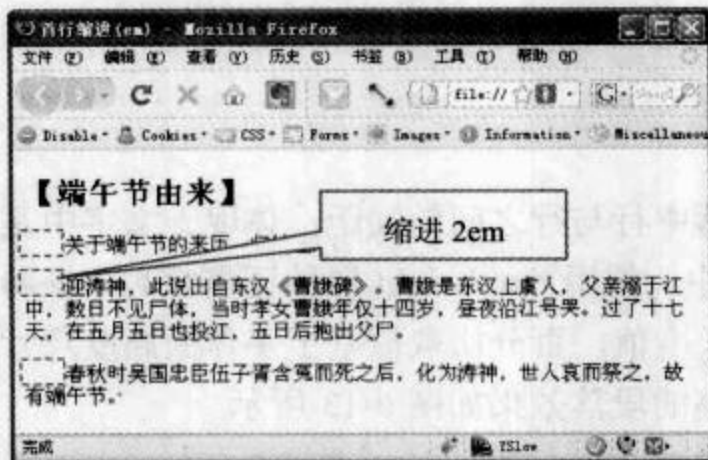 首行缩进(em) - Mozilla Firefox
文件 (F) 编辑 (E) 查看 (V) 历史 (S) 书签 (B) 工具 (T) 帮助 (H)
file://
Disable Cookies CSS Forms Images Information Miscellaneou
【端午节由来】
缩进 2em
关于端午节的来历
迎涛神，此说出自东汉《曹娥碑》。曹娥是东汉上虞人，父亲溺于江
中，数日不见尸体，当时孝女曹娥年仅十四岁，昼夜沿江号哭。过了十七
天，在五月五日也投江，五日后抱出父尸。
春秋时吴国忠臣伍子胥含冤而死之后，化为涛神，世人哀而祭之，故
有端午节。
完成 YSlow